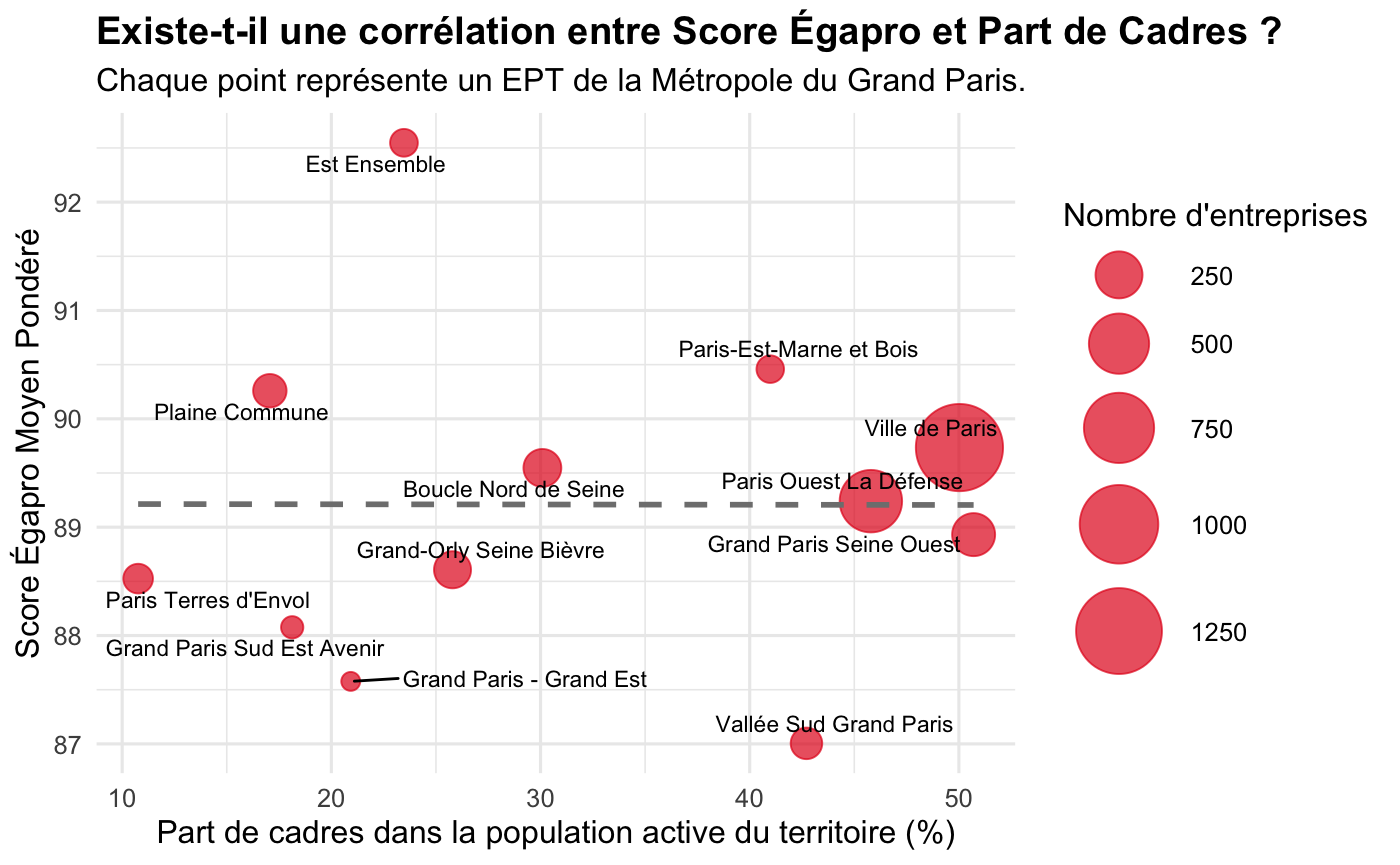 Existe-t-il une corrélation entre Score Égapro et Part de Cadres ?
Chaque point représente un EPT de la Métropole du Grand Paris.
Score Égapro Moyen Pondéré
92
91
90
89
88
87
Est Ensemble
Paris-Est-Marne et Bois
Plaine Commune
Ville de Paris
Paris Ouest La Défense
Boucle Nord de Seine
Grand Paris Seine Ouest
Grand-Orly Seine Bièvre
Paris Terres d'Envol
Grand Paris Sud Est Avenir
Grand Paris - Grand Est
Vallée Sud Grand Paris
10
20
30
40
50
Part de cadres dans la population active du territoire (%)
Nombre d'entreprises
250
500
750
1000
1250